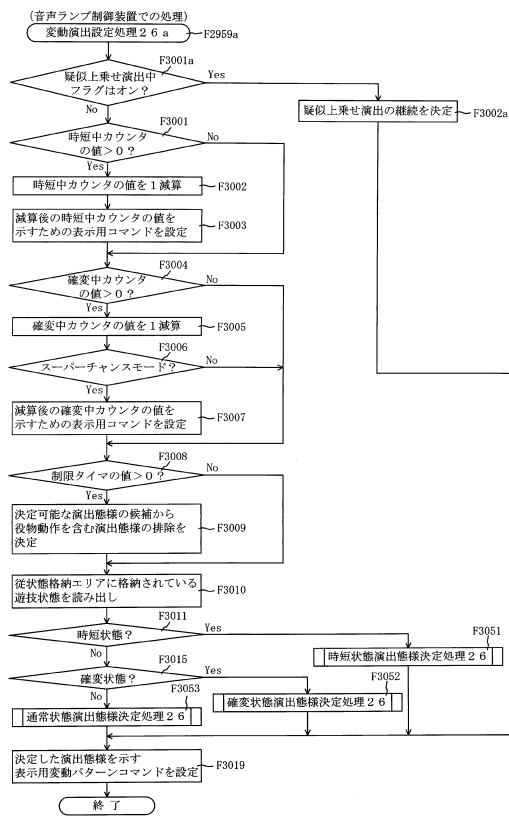 (音声ランプ制御装置での処理)
変動演出設定処理26a
F2959a
F3001a
疑似上乗せ演出中
フラグはオン？
Yes
No
疑似上乗せ演出の継続を決定
F3002a
F3001
時短中カウンタ
の値＞0？
No
Yes
時短中カウンタの値を1減算
F3002
減算後の時短中カウンタの値を
示すための表示用コマンドを設定
F3003
F3004
確変中カウンタ
の値＞0？
No
Yes
確変中カウンタの値を1減算
F3005
F3006
スーパーチャンスモード？
No
Yes
減算後の確変中カウンタの値を
示すための表示用コマンドを設定
F3007
F3008
制限タイマの値＞0？
No
Yes
決定可能な演出態様の候補から
役物動作を含む演出態様の排除を
決定
F3009
従状態格納エリアに格納されている
遊技状態を読み出し
F3010
F3011
時短状態？
Yes
No
F3051
時短状態演出態様決定処理26
F3015
確変状態？
Yes
No
F3052
確変状態演出態様決定処理26
F3053
通常状態演出態様決定処理26
決定した演出態様を示す
表示用変動パターンコマンドを設定
F3019
終了